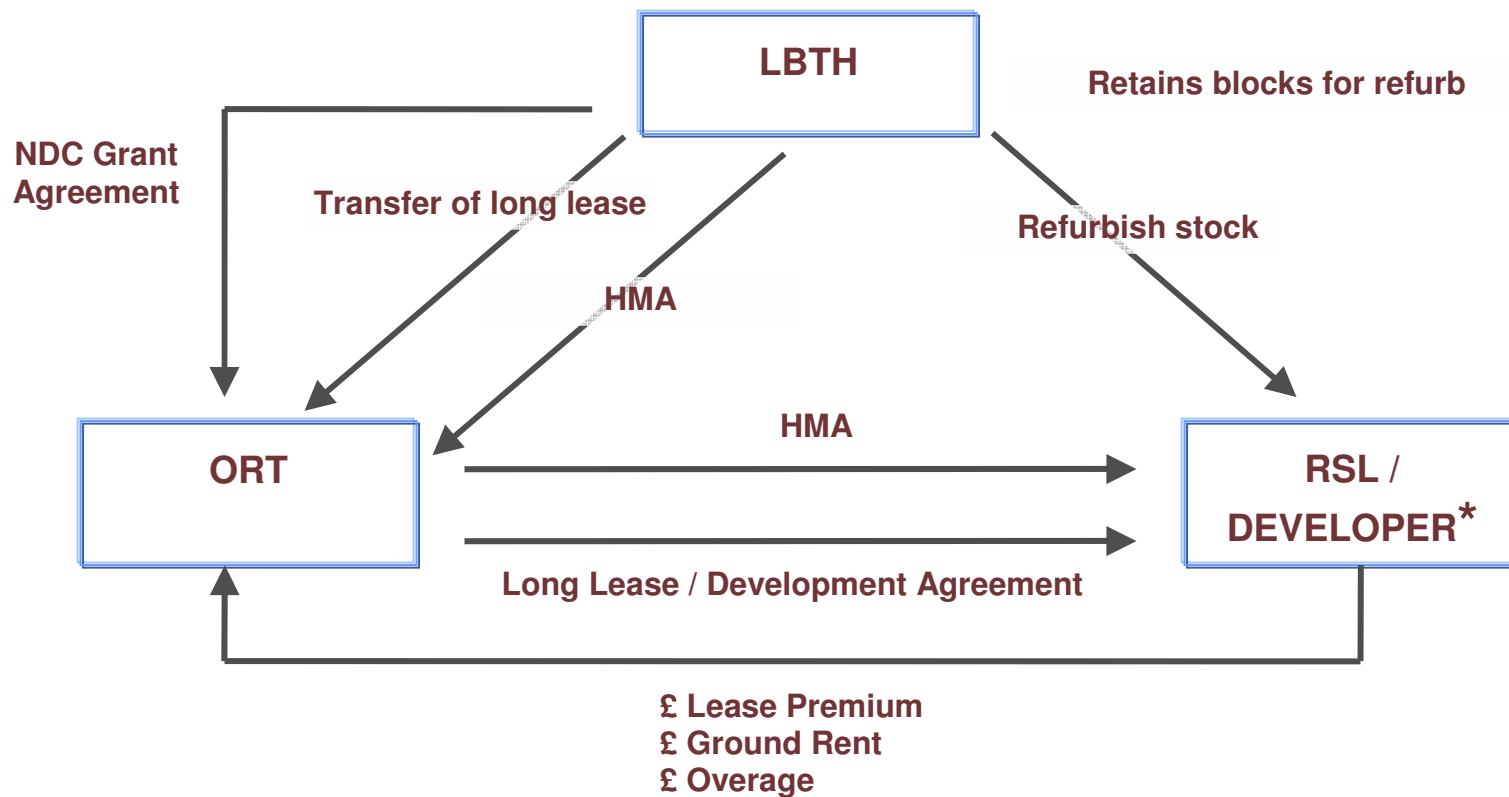 LBTH
Retains blocks for refurb
NDC Grant
Agreement
Transfer of long lease
Refurbish stock
HMA
HMA
ORT
RSL /
DEVELOPER*
Long Lease / Development Agreement
£ Lease Premium
£ Ground Rent
£ Overage